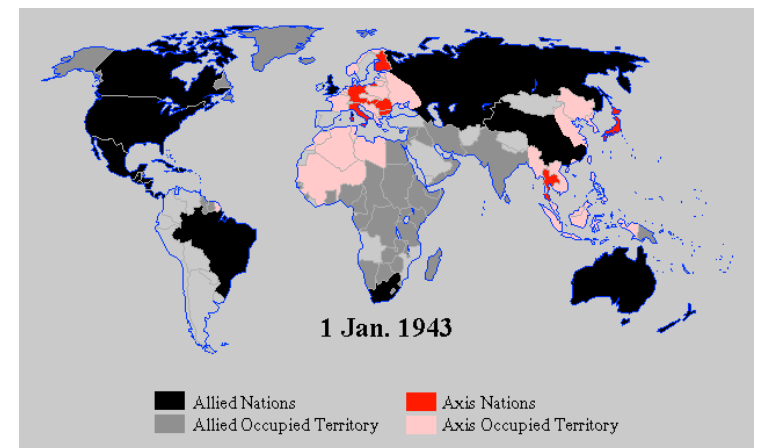 1 Jan. 1943
Allied Nations
Axis Nations
Allied Occupied Territory
Axis Occupied Territory